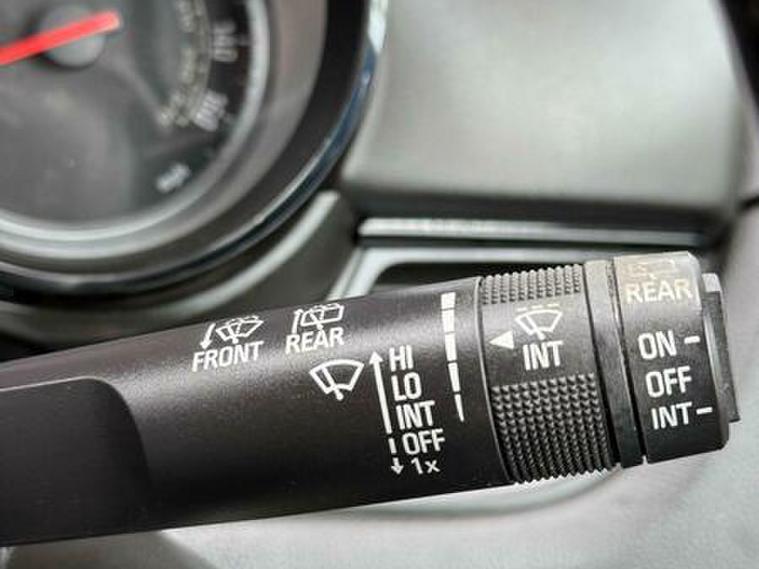 FRONT
REAR
HI
LO
INT
OFF
1x
INT
REAR
ON
OFF
INT